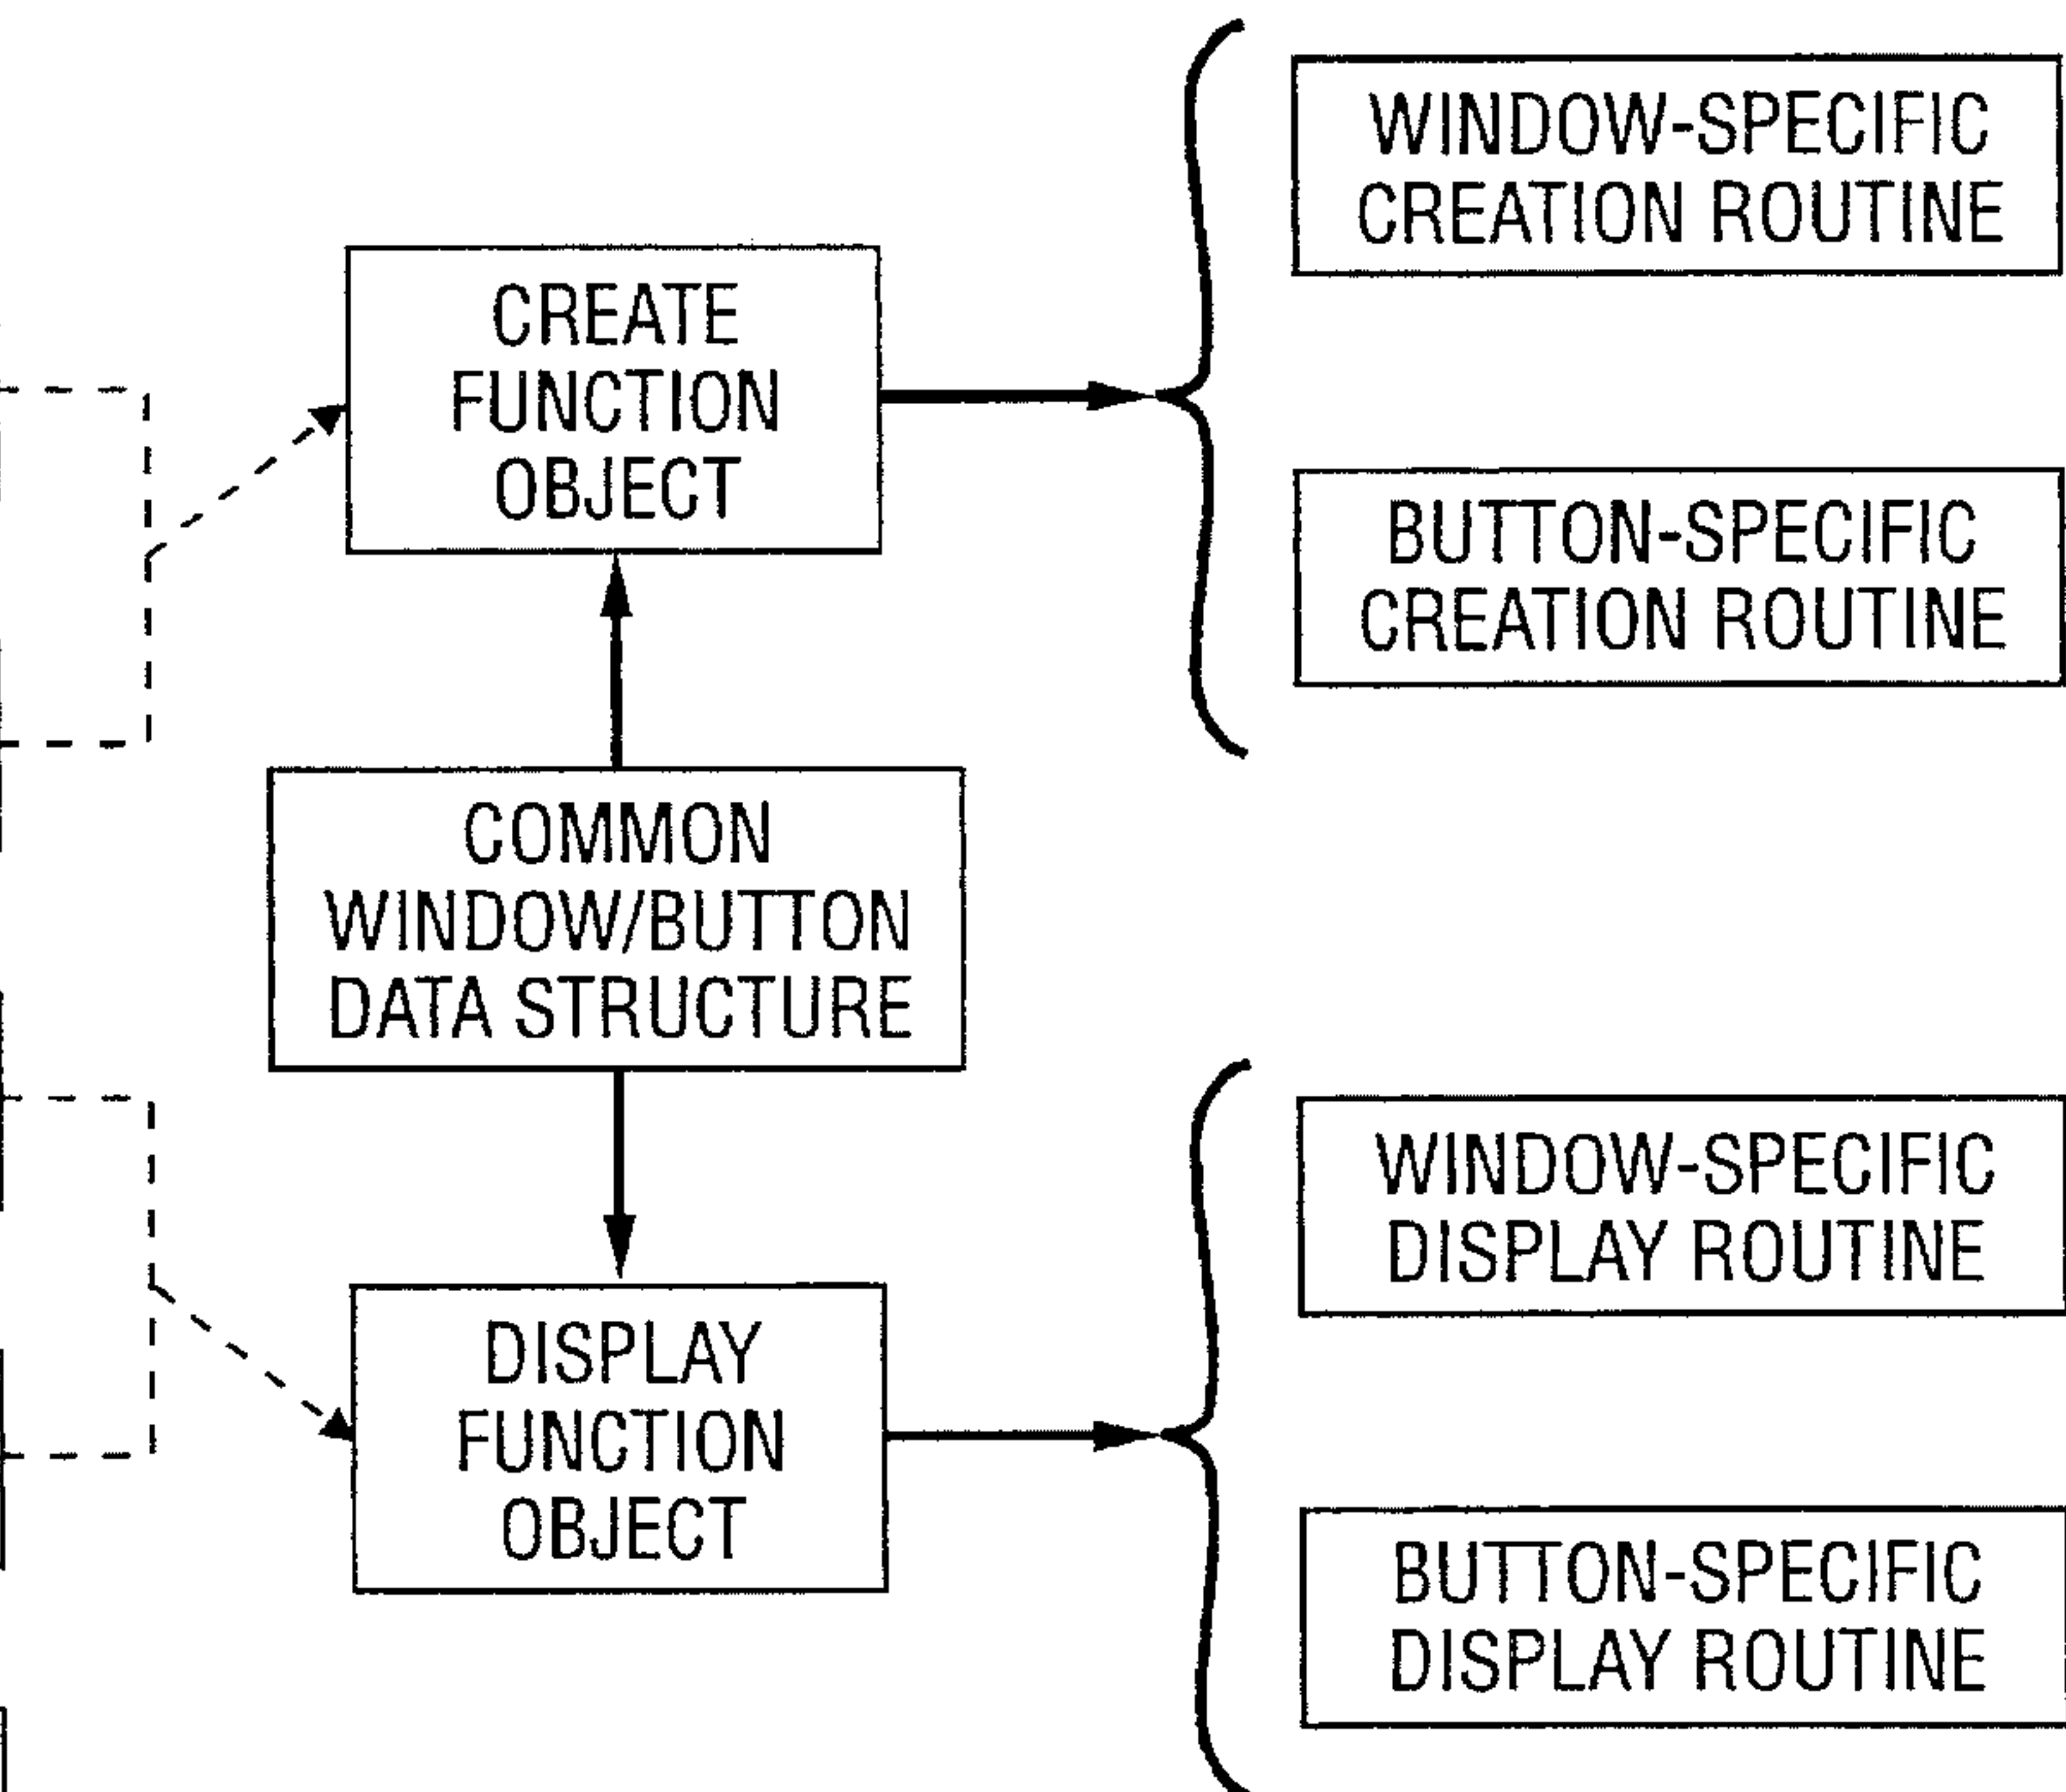 WINDOW-SPECIFIC
CREATION ROUTINE
CREATE
FUNCTION
OBJECT
BUTTON-SPECIFIC
CREATION ROUTINE
COMMON
WINDOW/BUTTON
DATA STRUCTURE
WINDOW-SPECIFIC
DISPLAY ROUTINE
DISPLAY
FUNCTION
OBJECT
BUTTON-SPECIFIC
DISPLAY ROUTINE